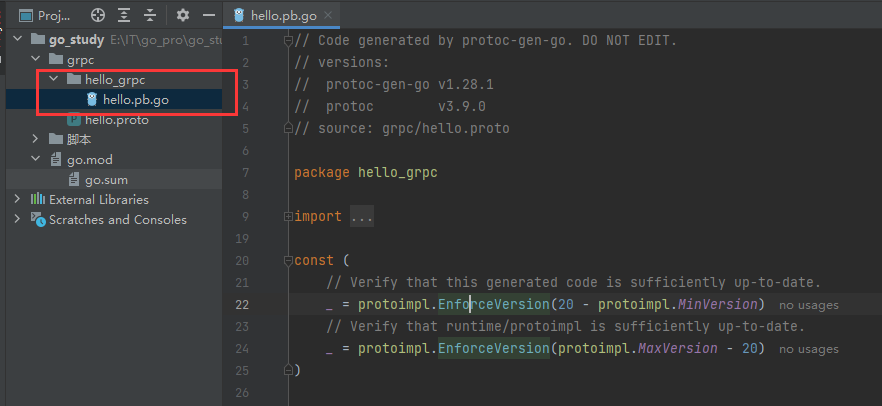 Proj...
hello.pb.go
go_study E:\IT\go_pro\go_stu
grpc
hello_grpc
hello.pb.go
hello.proto
脚本
go.mod
go.sum
External Libraries
Scratches and Consoles
1 // Code generated by protoc-gen-go. DO NOT EDIT.
2 // versions:
3 //  protoc-gen-go v1.28.1
4 //  protoc        v3.9.0
5 // source: grpc/hello.proto
6
7 package hello_grpc
8
9 import ...
19
20 const (
21     // Verify that this generated code is sufficiently up-to-date.
22     _ = protoimpl.EnforceVersion(20 - protoimpl.MinVersion) no usages
23     // Verify that runtime/protoimpl is sufficiently up-to-date.
24     _ = protoimpl.EnforceVersion(protoimpl.MaxVersion - 20) no usages
25 )
26